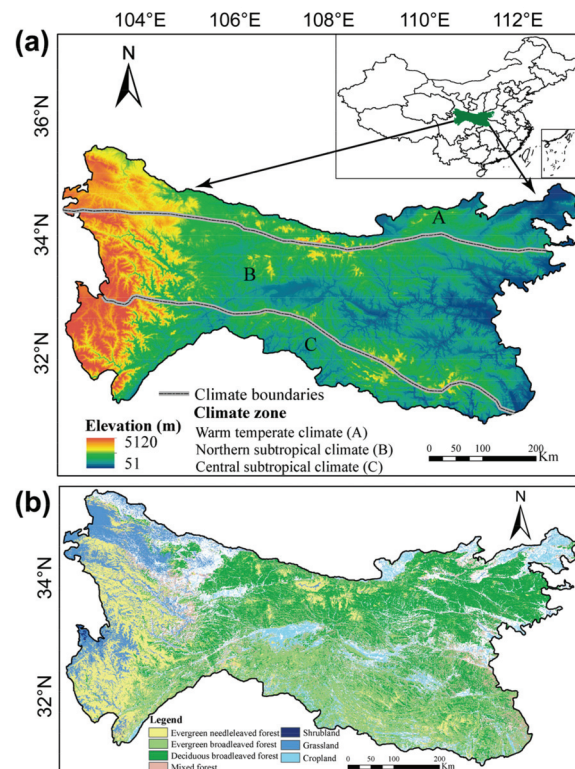 (a)
104°E
106°E
108°E
110°E
112°E
N
36°N
34°N
32°N
A
B
C
Climate boundaries
Climate zone
Elevation (m)
5120
51
Warm temperate climate (A)
Northern subtropical climate (B)
Central subtropical climate (C)
0 50 100 200
Km
(b)
N
34°N
32°N
Legend
Evergreen needleleaved forest
Evergreen broadleaved forest
Deciduous broadleaved forest
Mixed forest
Shrubland
Grassland
Cropland
0 50 100 200
Km